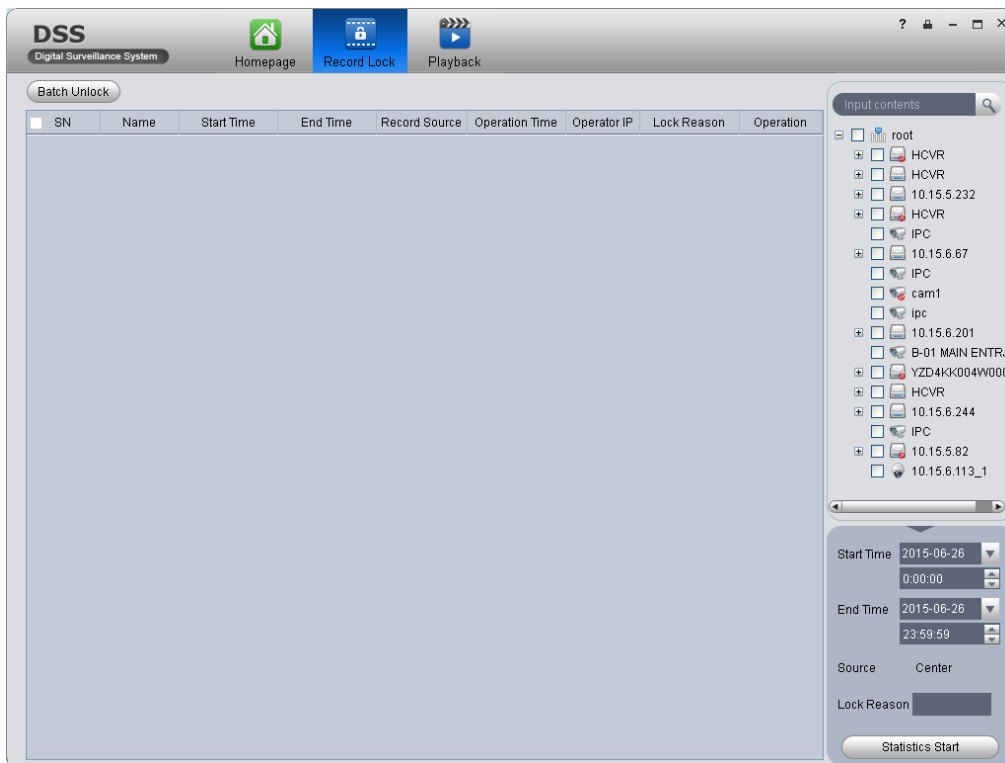 DSS
Digital Surveillance System
Homepage
Record Lock
Playback
?
Batch Unlock
SN Name Start Time End Time Record Source Operation Time Operator IP Lock Reason Operation
Input contents
root
HCVR
HCVR
10.15.5.232
HCVR
IPC
10.15.6.67
IPC
cam1
ipc
10.15.6.201
B-01 MAIN ENTR
YZD4KK004W00
HCVR
10.15.6.244
IPC
10.15.5.82
10.15.6.113_1
Start Time 2015-06-26
0:00:00
End Time 2015-06-26
23:59:59
Source Center
Lock Reason
Statistics Start